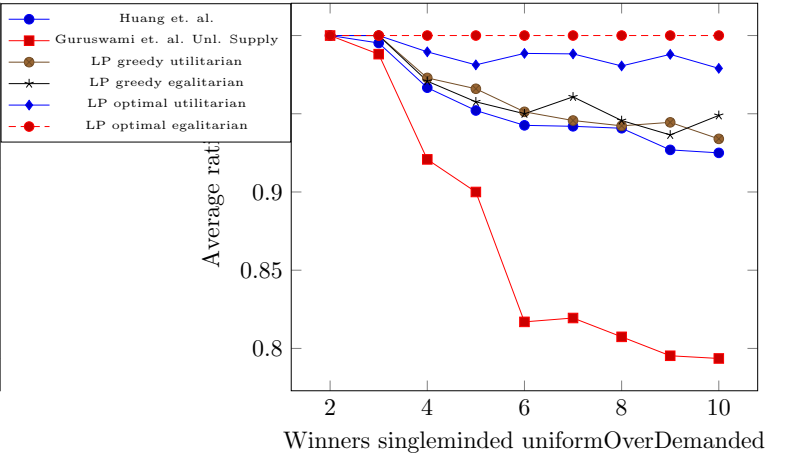 Huang et. al.
Guruswami et. al. Unl. Supply
LP greedy utilitarian
LP greedy egalitarian
LP optimal utilitarian
LP optimal egalitarian
Average
0.9
0.85
0.8
2 4 6 8 10
Winners singleminded uniformOverDemanded